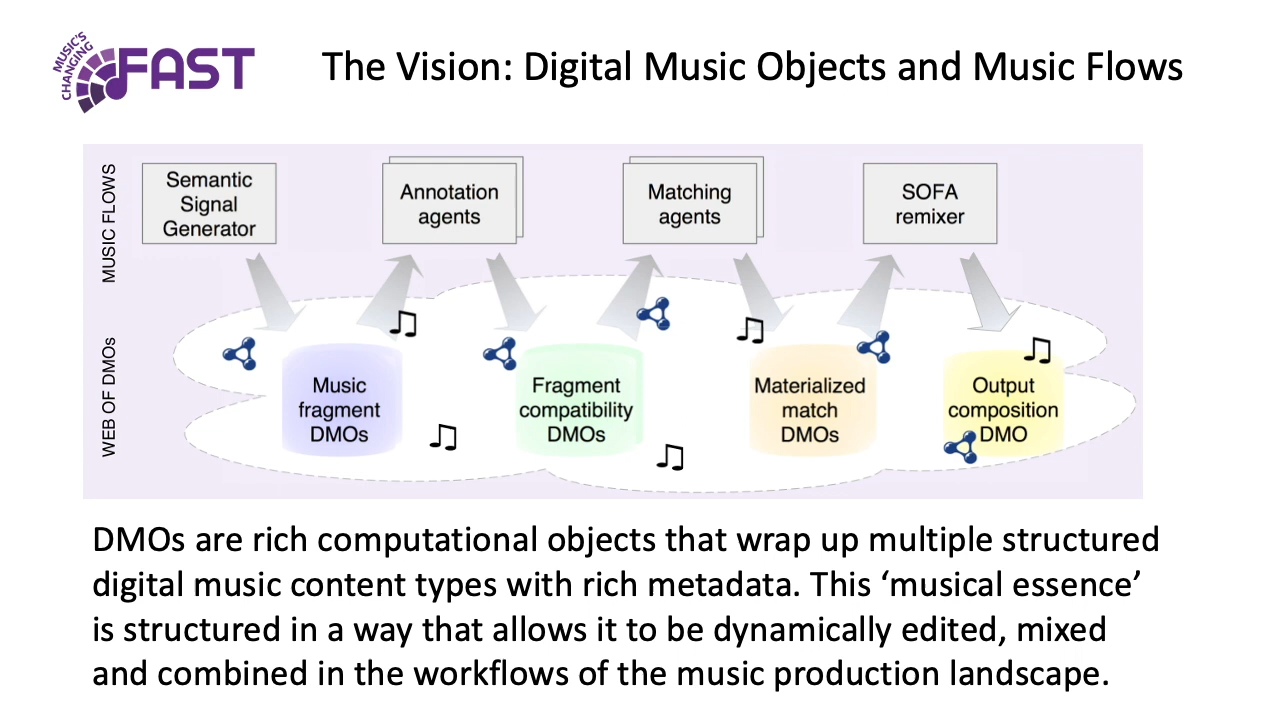 MUSIC'S
CHANGING
FAST
The Vision: Digital Music Objects and Music Flows
MUSIC FLOWS
Semantic
Signal
Generator
Annotation
agents
Matching
agents
SOFA
remixer
WEB OF DMOs
Music
fragment
DMOs
Fragment
compatibility
DMOs
Materialized
match
DMOs
Output
composition
DMO
DMOs are rich computational objects that wrap up multiple structured
digital music content types with rich metadata. This ‘musical essence’
is structured in a way that allows it to be dynamically edited, mixed
and combined in the workflows of the music production landscape.